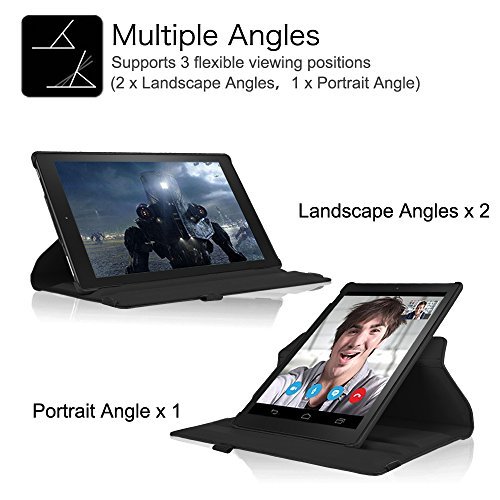 Multiple Angles
Supports 3 flexible viewing positions
(2 x Landscape Angles, 1 x Portrait Angle)
Landscape Angles x 2
Portrait Angle x 1